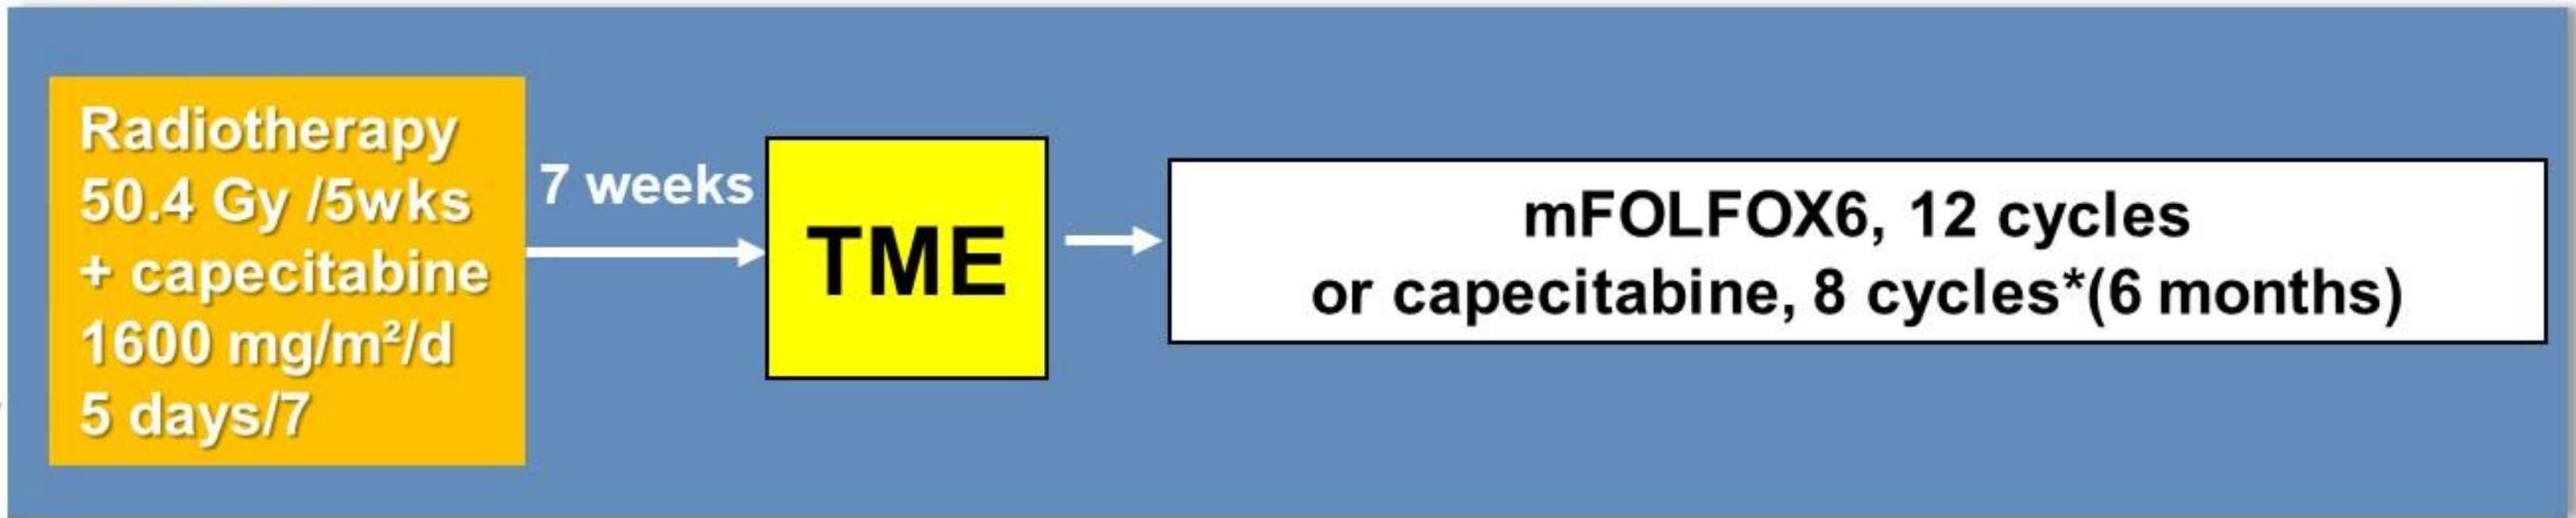 Radiotherapy
50.4 Gy /5wks
+ capecitabine
1600 mg/m²/d
5 days/7
7 weeks
TME
mFOLFOX6, 12 cycles
or capecitabine, 8 cycles*(6 months)